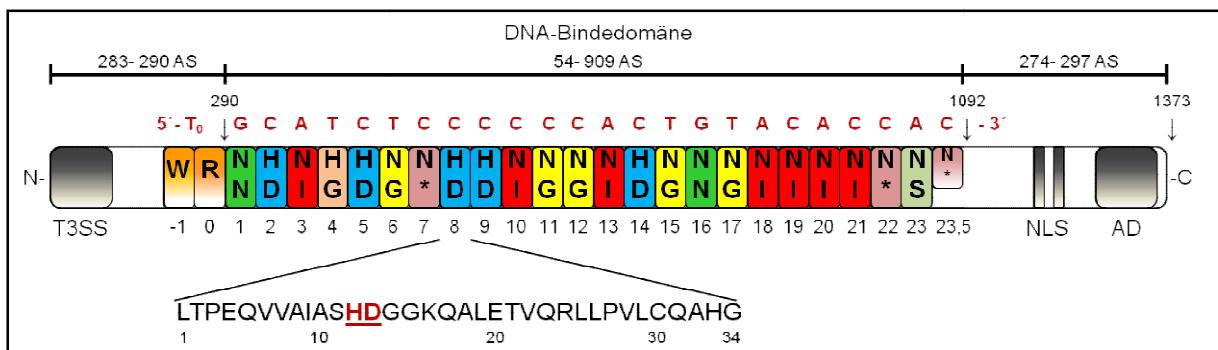 DNA-Bindedomäne
283- 290 AS 54- 909 AS 274- 297 AS
290 1092 1373
5´- T₀ G C A T C T C C C C C C A C T G T A C A C C A C - 3´
N- W R N H N H H N N H H N N N N H N N N N N N N N N N -C
N D I G D G * D D I G G I D G N G I I I I * S *
T3SS -1 0 1 2 3 4 5 6 7 8 9 10 11 12 13 14 15 16 17 18 19 20 21 22 23 23,5 NLS AD
LTPEQVVAIASHDGGKQALETVQRLLPVLCQAHG
1 10 20 30 34